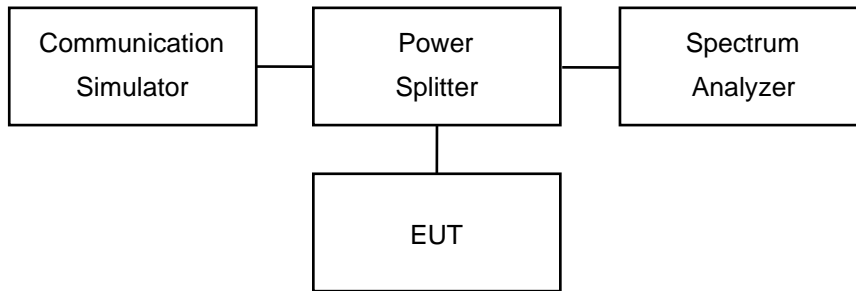 Communication
Simulator
Power
Splitter
Spectrum
Analyzer
EUT